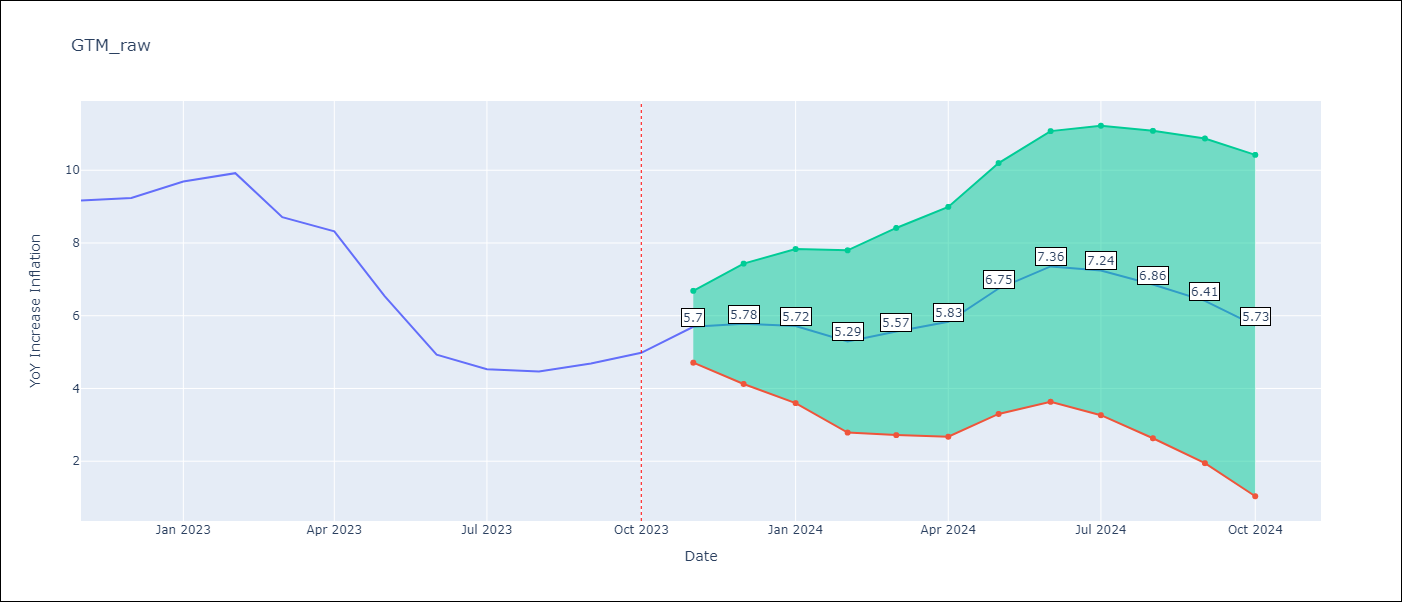 GTM_raw
YoY Increase Inflation
10
8
6
4
2
5.7
5.78
5.72
5.29
5.57
5.83
6.75
7.36
7.24
6.86
6.41
5.73
Jan 2023
Apr 2023
Jul 2023
Oct 2023
Jan 2024
Apr 2024
Jul 2024
Oct 2024
Date